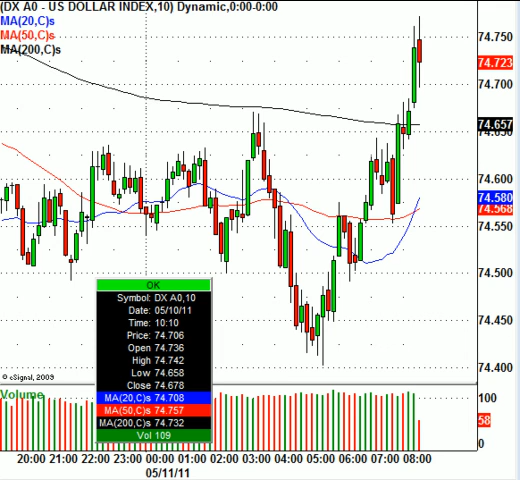 (DX A0 - US DOLLAR INDEX,10) Dynamic,0:00-0:00
MA(20,C)s
MA(50,C)s
MA(200,C)s
74.750
74.723
74.700
74.657
74.650
74.600
74.580
74.568
74.550
74.500
74.450
74.400
OK
Symbol: DX A0,10
Date: 05/10/11
Time: 10:10
Price: 74.706
Open 74.736
High 74.742
Low 74.658
Close 74.678
MA(20,C)s 74.708
MA(50,C)s 74.757
MA(200,C)s 74.732
Vol 109
© eSignal, 2009
Volume
100
58
0
20:00 21:00 22:00 23:00 00:00 01:00 02:00 03:00 04:00 05:00 06:00 07:00 08:00
05/11/11